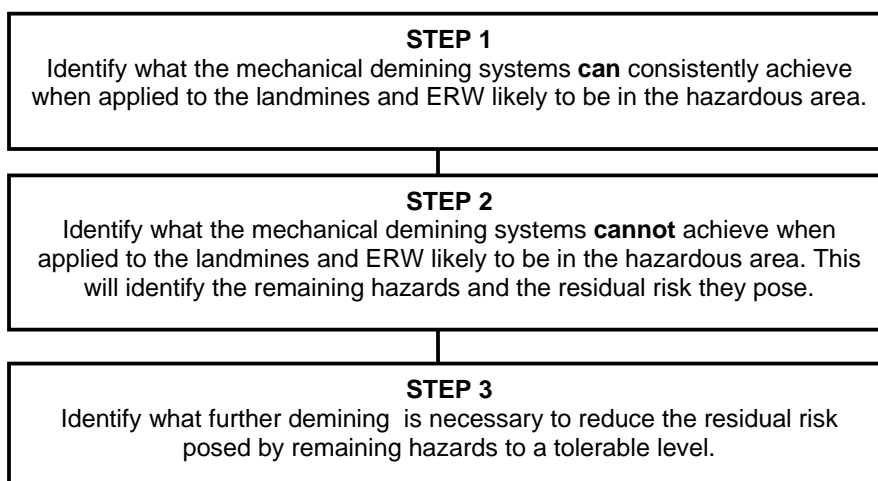 STEP 1
Identify what the mechanical demining systems can consistently achieve
when applied to the landmines and ERW likely to be in the hazardous area.
STEP 2
Identify what the mechanical demining systems cannot achieve when
applied to the landmines and ERW likely to be in the hazardous area. This
will identify the remaining hazards and the residual risk they pose.
STEP 3
Identify what further demining  is necessary to reduce the residual risk
posed by remaining hazards to a tolerable level.